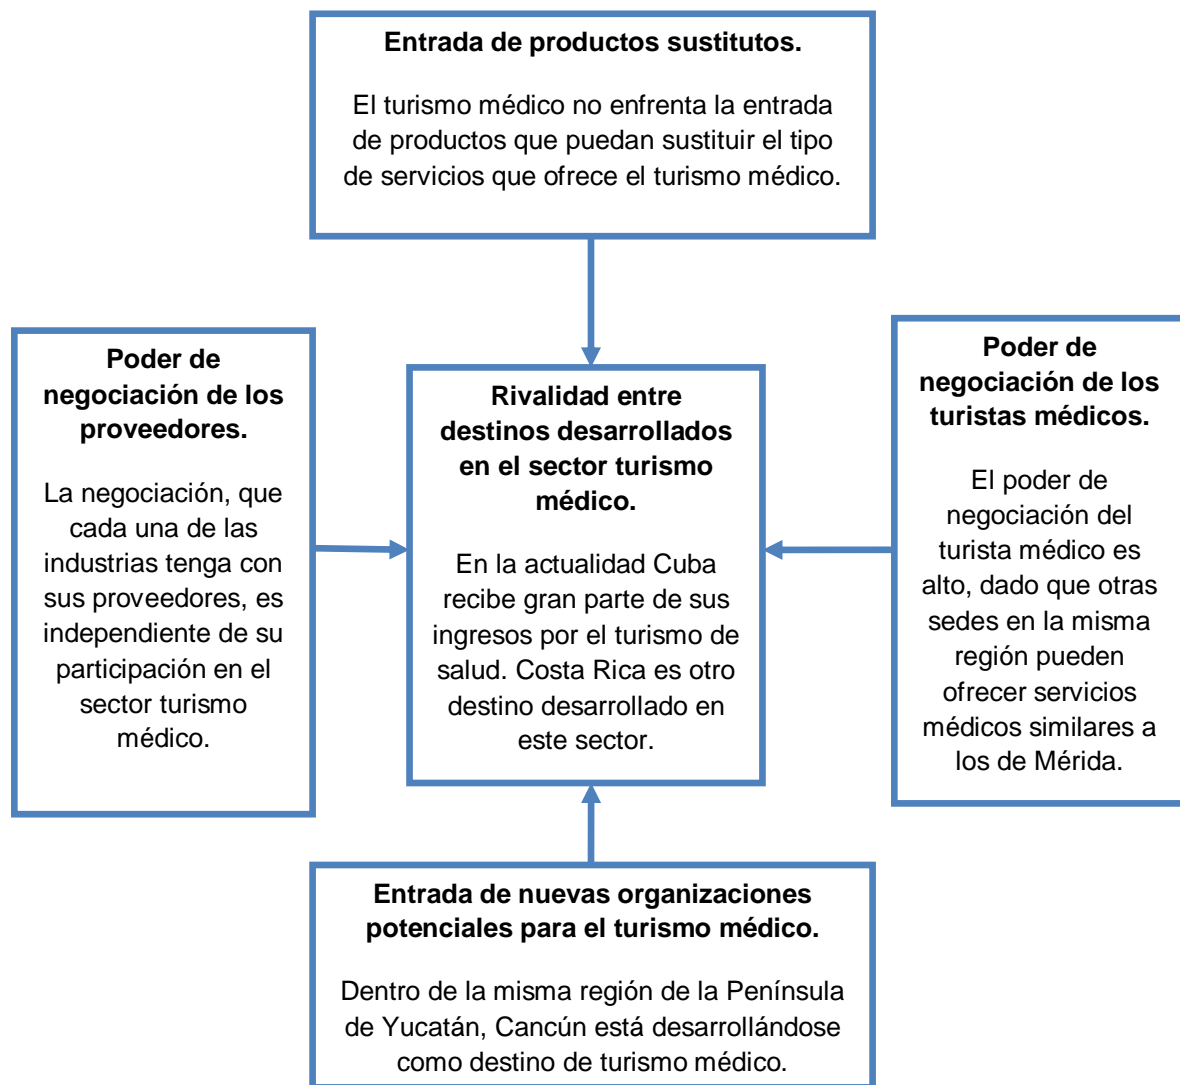 Entrada de productos sustitutos.
El turismo médico no enfrenta la entrada
de productos que puedan sustituir el tipo
de servicios que ofrece el turismo médico.
Poder de
negociación de los
proveedores.
La negociación, que
cada una de las
industrias tenga con
sus proveedores, es
independiente de su
participación en el
sector turismo
médico.
Rivalidad entre
destinos desarrollados
en el sector turismo
médico.
En la actualidad Cuba
recibe gran parte de sus
ingresos por el turismo de
salud. Costa Rica es otro
destino desarrollado en
este sector.
Poder de
negociación de los
turistas médicos.
El poder de
negociación del
turista médico es
alto, dado que otras
sedes en la misma
región pueden
ofrecer servicios
médicos similares a
los de Mérida.
Entrada de nuevas organizaciones
potenciales para el turismo médico.
Dentro de la misma región de la Península
de Yucatán, Cancún está desarrollándose
como destino de turismo médico.